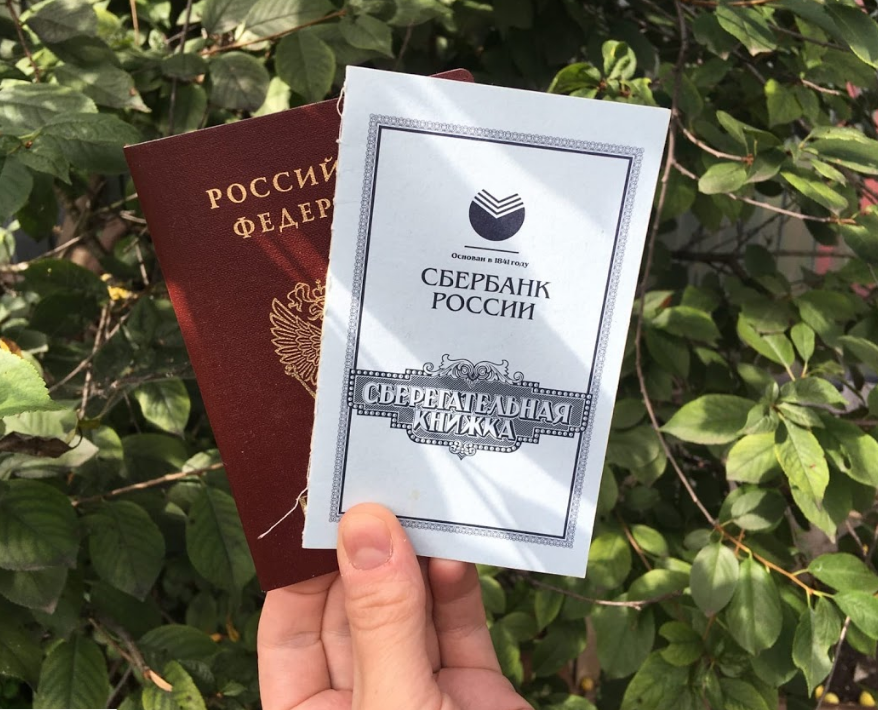 РОССИЙ
ФЕДЕР
Основан в 1841 году
СБЕРБАНК
РОССИИ
СБЕРЕГАТЕЛЬНАЯ
КНИЖКА